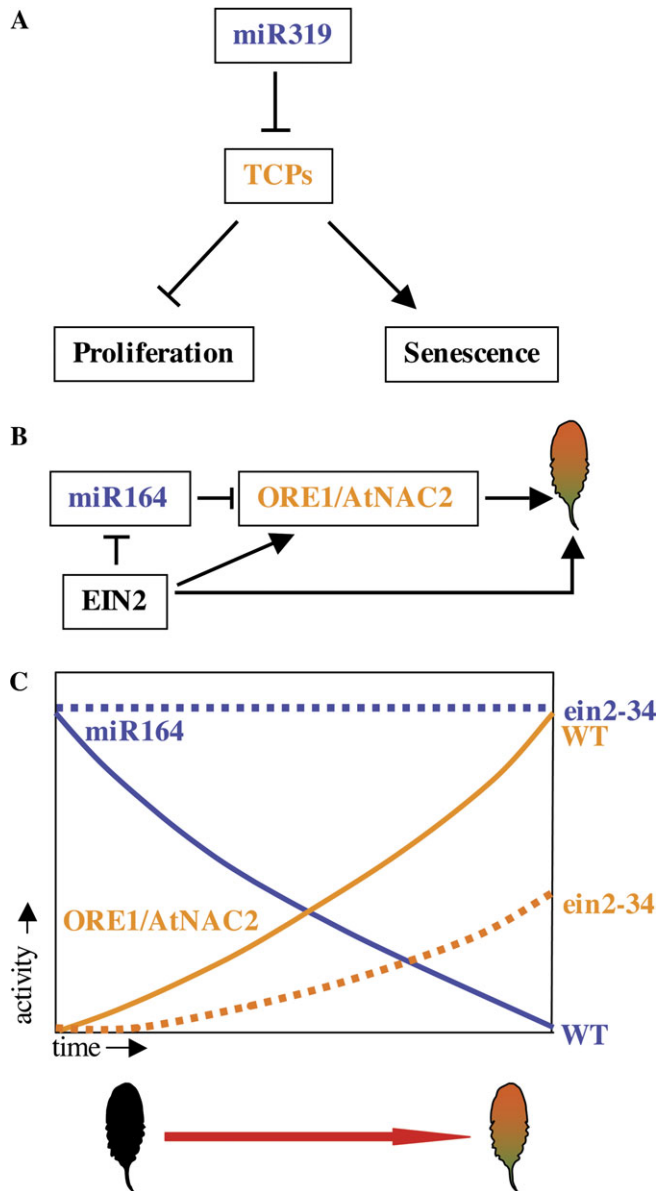 A
miR319
TCPs
Proliferation
Senescence
B
miR164
ORE1/AtNAC2
EIN2
C
miR164
ein2-34
WT
ORE1/AtNAC2
ein2-34
activity
WT
time